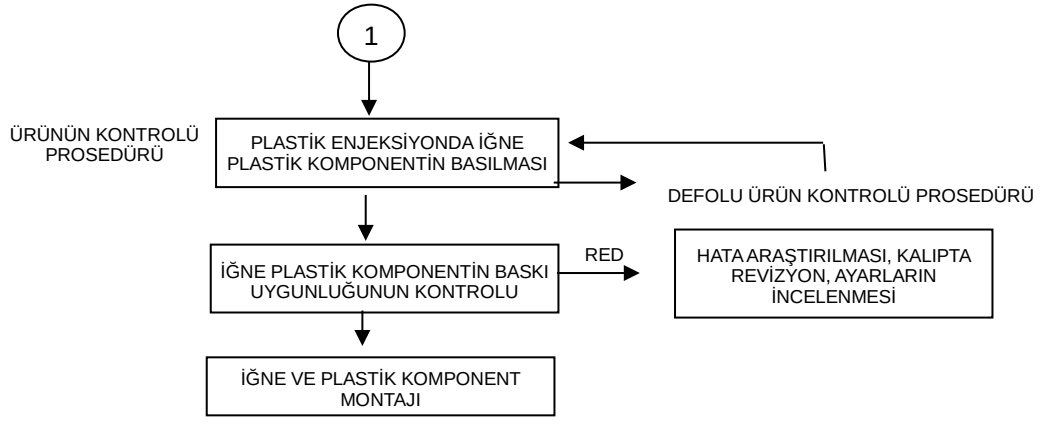 1
ÜRÜNÜN KONTROLÜ
PROSEDÜRÜ
PLASTİK ENJEKSİYONDA İĞNE
PLASTİK KOMPONENTİN BASILMASI
DEFOLU ÜRÜN KONTROLÜ PROSEDÜRÜ
İĞNE PLASTİK KOMPONENTİN BASKI
UYGUNLUĞUNUN KONTROLU
RED
HATA ARAŞTIRILMASI, KALIPTA
REVİZYON, AYARLARIN
İNCELENMESİ
İĞNE VE PLASTİK KOMPONENT
MONTAJI